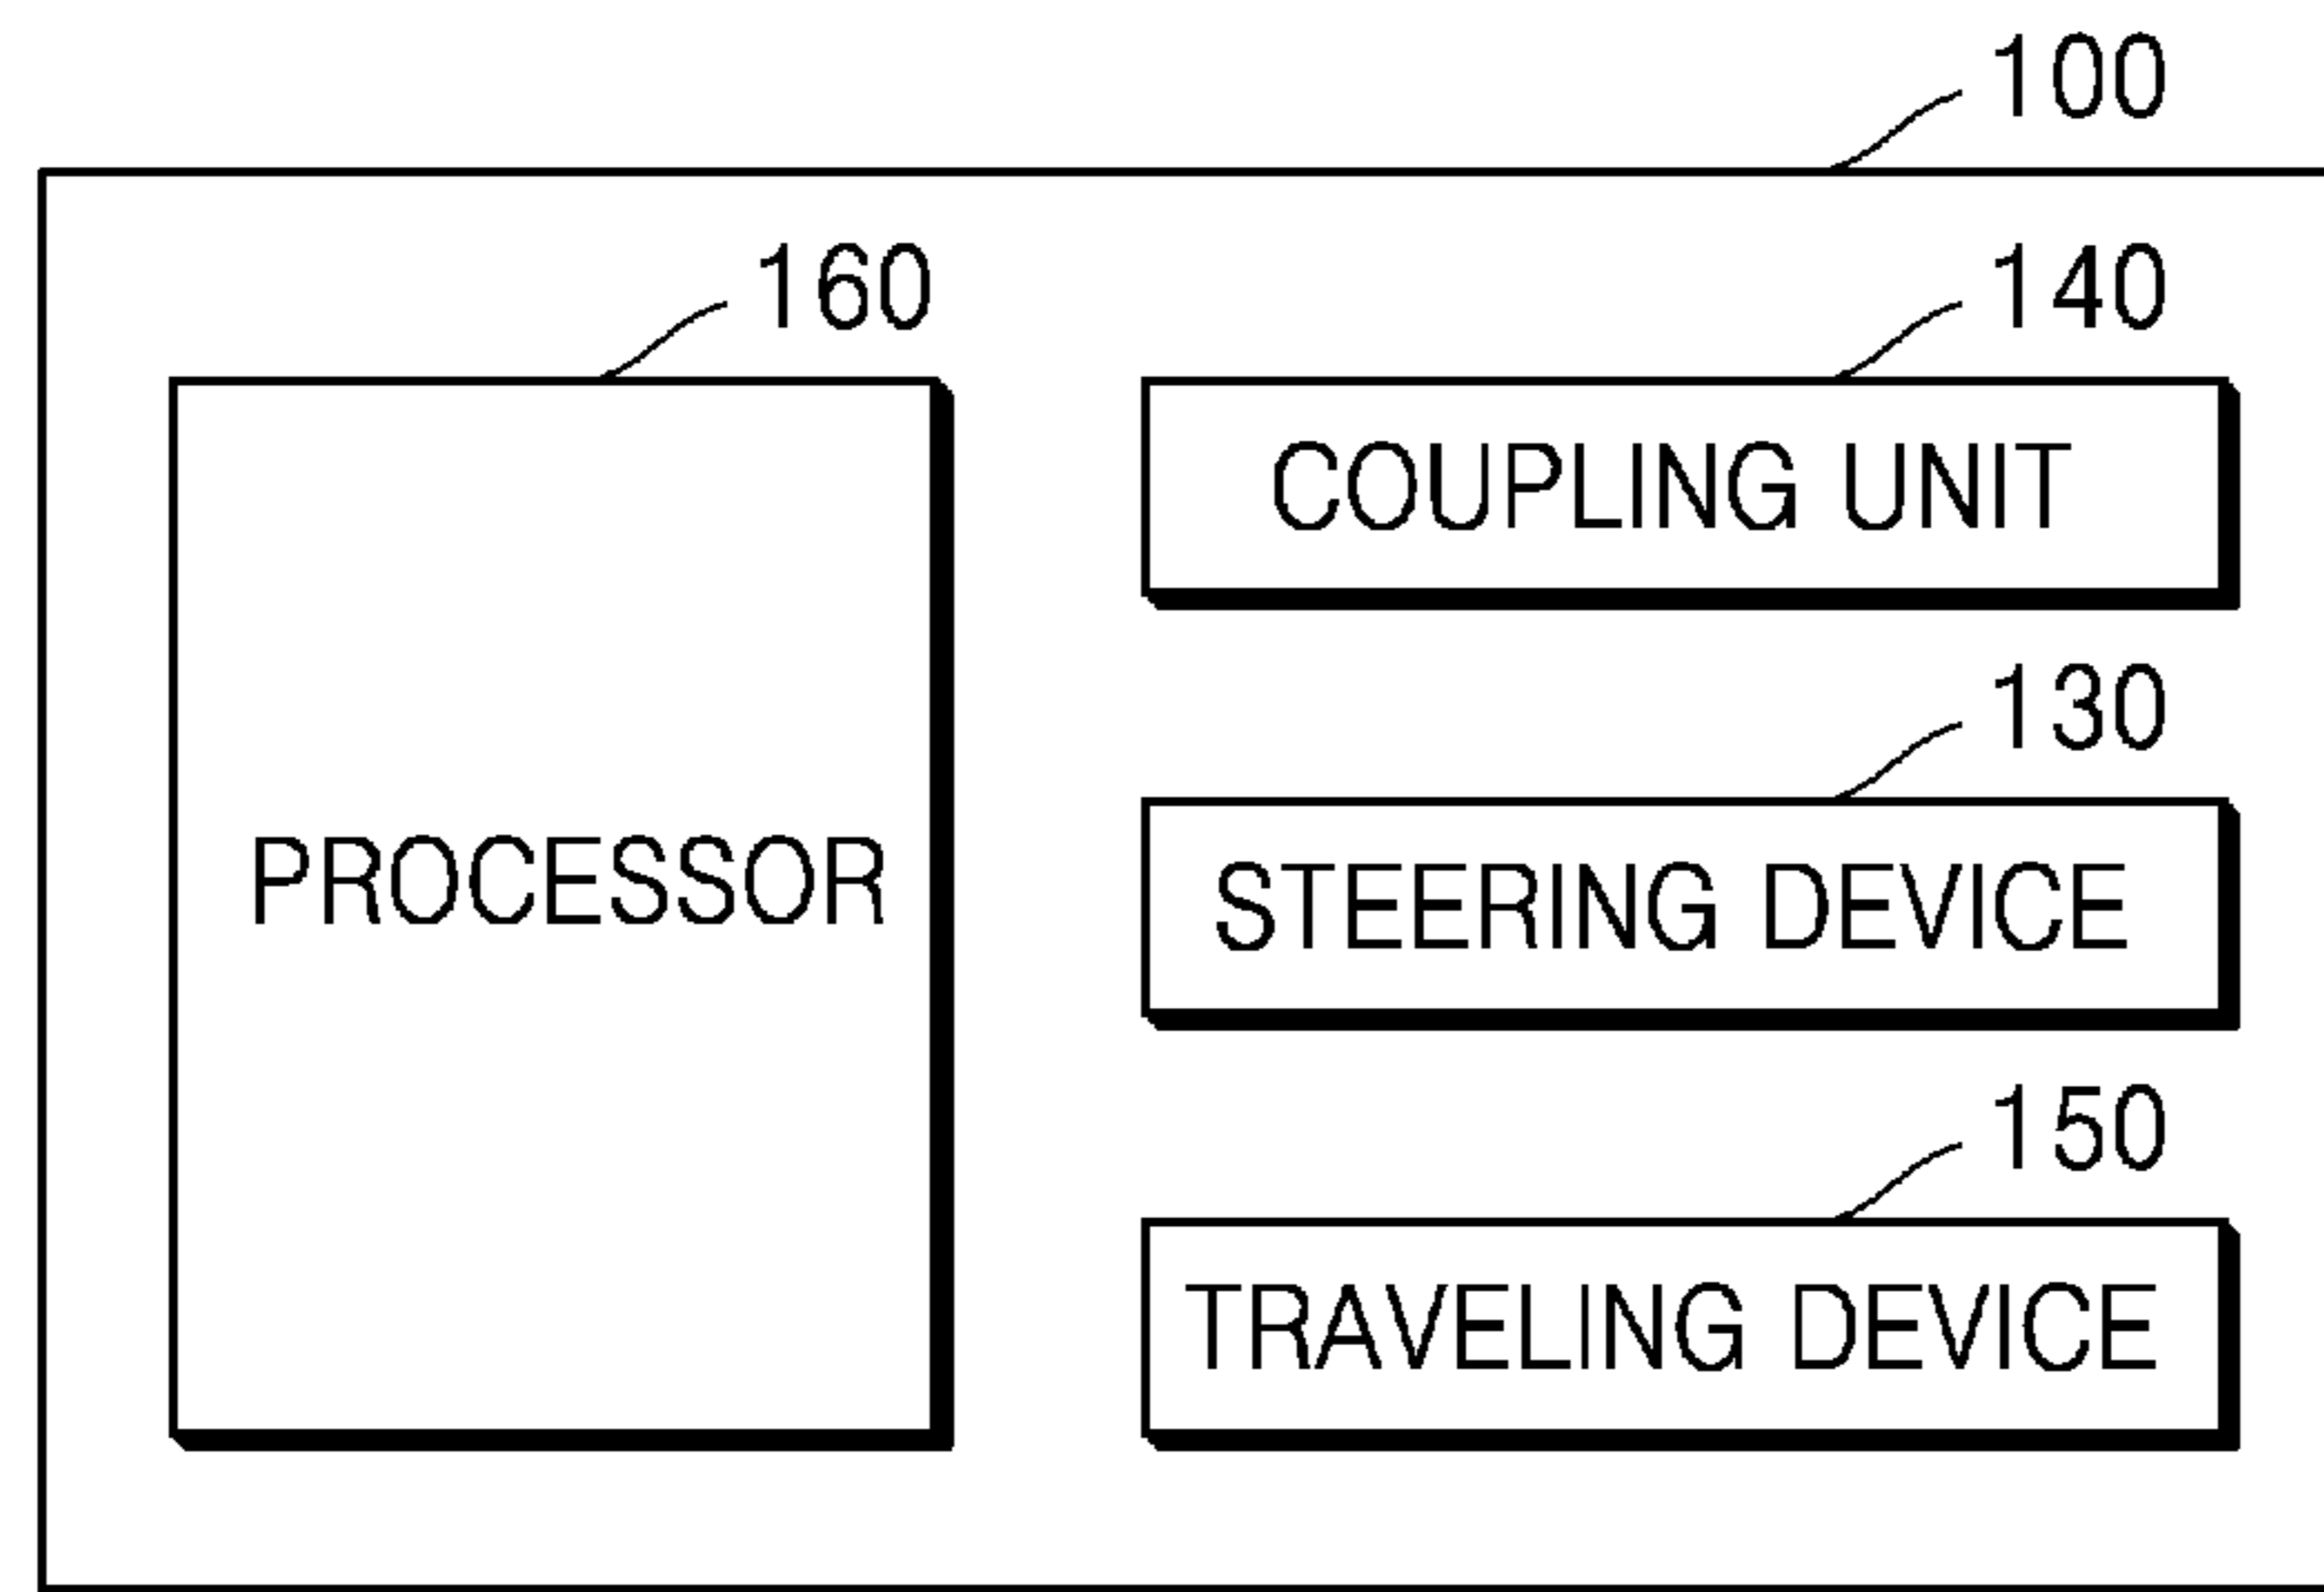 100
160
140
COUPLING UNIT
130
PROCESSOR
STEERING DEVICE
150
TRAVELING DEVICE